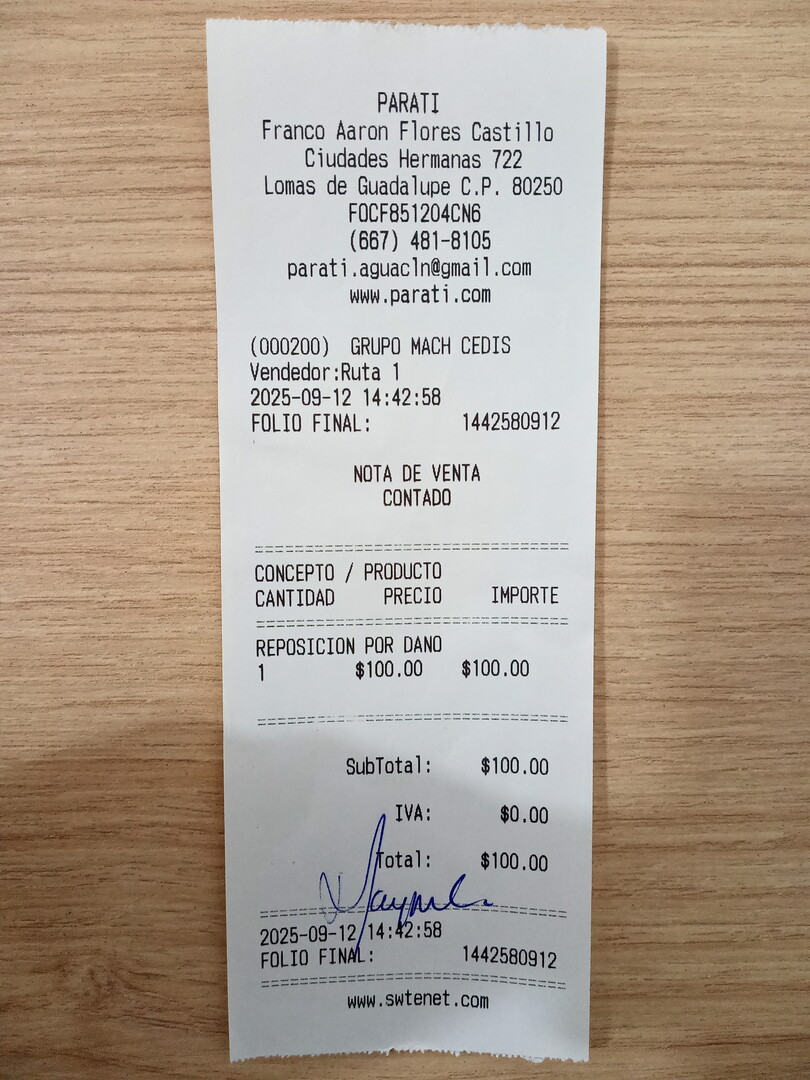 PARATI
Franco Aaron Flores Castillo
Ciudades Hermanas 722
Lomas de Guadalupe C.P. 80250
FOCF851204CN6
(667) 481-8105
parati.aguacln@gmail.com
www.parati.com
(000200) GRUPO MACH CEDIS
Vendedor:Ruta 1
2025-09-12 14:42:58
FOLIO FINAL: 1442580912
NOTA DE VENTA
CONTADO
CONCEPTO / PRODUCTO
CANTIDAD PRECIO IMPORTE
REPOSICION POR DANO
1 $100.00 $100.00
SubTotal: $100.00
IVA: $0.00
Total: $100.00
2025-09-12 14:42:58
FOLIO FINAL: 1442580912
www.swtenet.com